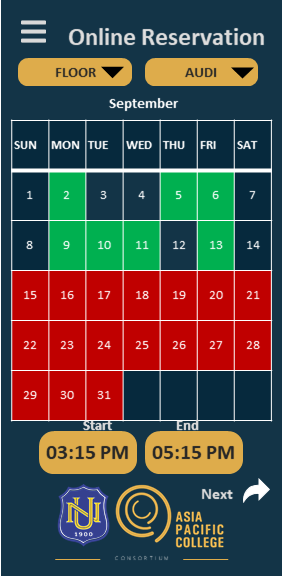 Online Reservation
FLOOR AUDI
September
SUN MON TUE WED THU FRI SAT
1 2 3 4 5 6 7
8 9 10 11 12 13 14
15 16 17 18 19 20 21
22 23 24 25 26 27 28
29 30 31
Start End
03:15 PM 05:15 PM
Next
NU
1900
ASIA
PACIFIC
COLLEGE
CONSORTIUM